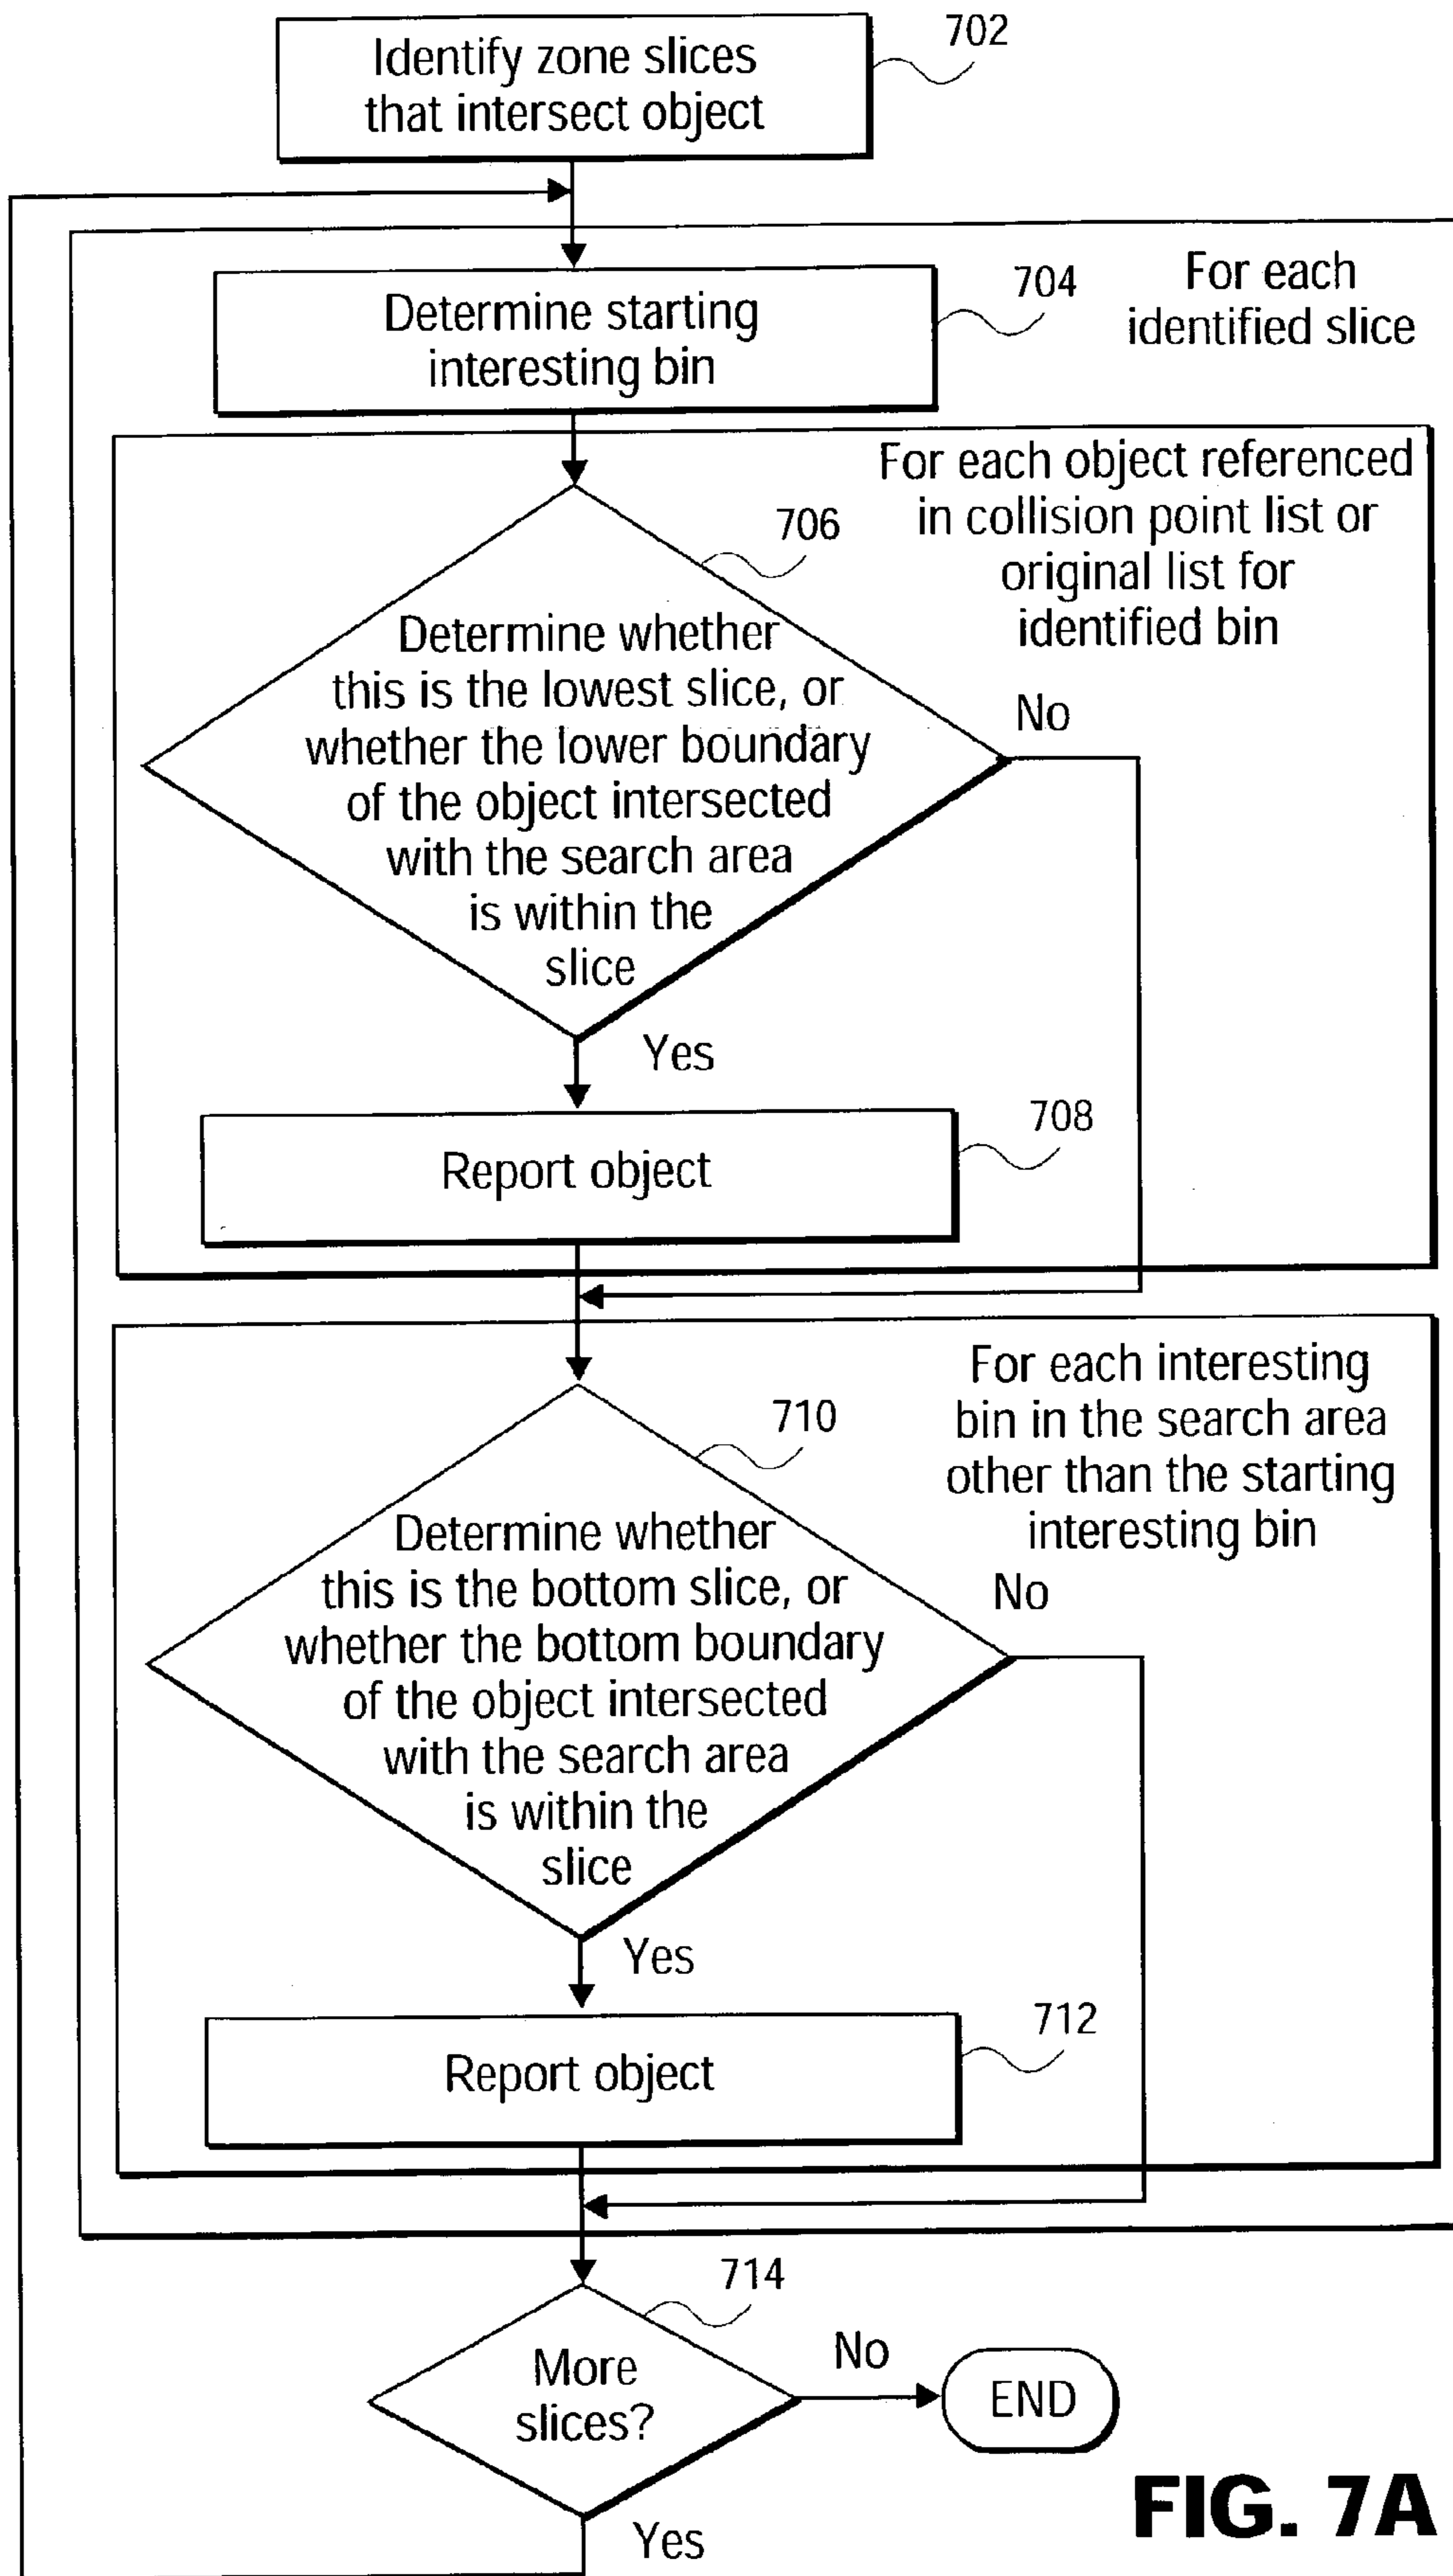 Identify zone slices
that intersect object
702
Determine starting
interesting bin
704
For each
identified slice
For each object referenced
in collision point list or
original list for
identified bin
706
Determine whether
this is the lowest slice, or
whether the lower boundary
of the object intersected
with the search area
is within the
slice
No
Yes
Report object
708
For each interesting
bin in the search area
other than the starting
interesting bin
710
Determine whether
this is the bottom slice, or
whether the bottom boundary
of the object intersected
with the search area
is within the
slice
No
Yes
Report object
712
714
More
slices?
No
END
Yes
FIG. 7A